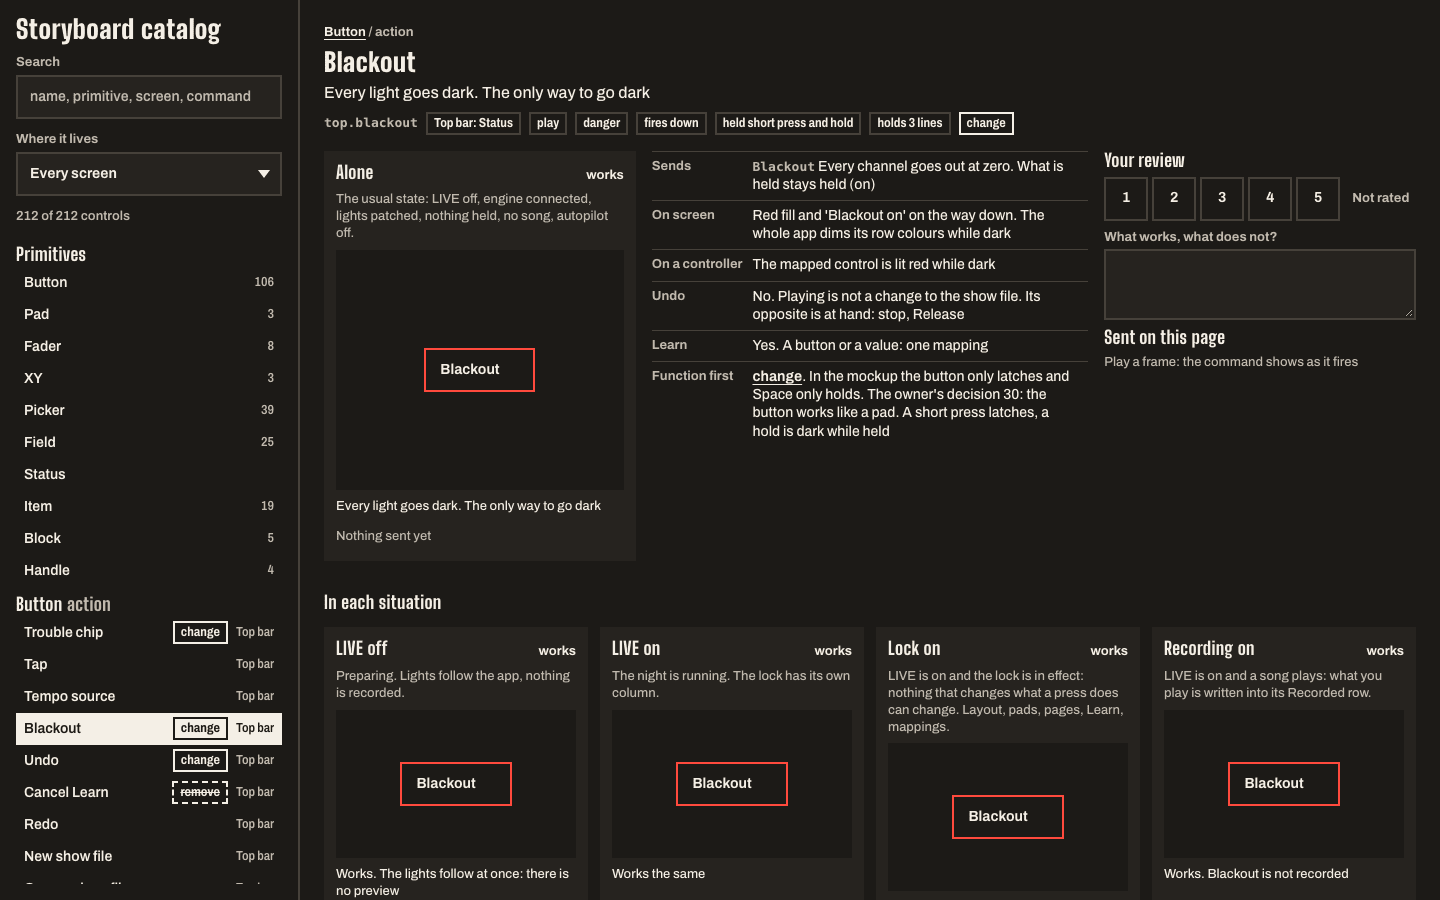 Storyboard catalog
Search
name, primitive, screen, command
Where it lives
Every screen
212 of 212 controls
Primitives
Button 106
Pad 3
Fader 8
XY 3
Picker 39
Field 25
Status
Item 19
Block 5
Handle 4
Button action
Trouble chip change Top bar
Tap Top bar
Tempo source Top bar
Blackout change Top bar
Undo change Top bar
Cancel Learn remove Top bar
Redo Top bar
New show file Top bar
Button / action
Blackout
Every light goes dark. The only way to go dark
top.blackout Top bar: Status play danger fires down held short press and hold holds 3 lines change
Alone works
The usual state: LIVE off, engine connected,
lights patched, nothing held, no song, autopilot
off.
Blackout
Every light goes dark. The only way to go dark
Nothing sent yet
Sends Blackout Every channel goes out at zero. What is
held stays held (on)
On screen Red fill and 'Blackout on' on the way down. The
whole app dims its row colours while dark
On a controller The mapped control is lit red while dark
Undo No. Playing is not a change to the show file. Its
opposite is at hand: stop, Release
Learn Yes. A button or a value: one mapping
Function first change. In the mockup the button only latches and
Space only holds. The owner's decision 30: the
button works like a pad. A short press latches, a
hold is dark while held
Your review
1 2 3 4 5 Not rated
What works, what does not?
Sent on this page
Play a frame: the command shows as it fires
In each situation
LIVE off works
Preparing. Lights follow the app, nothing
is recorded.
Blackout
Works. The lights follow at once: there is
no preview
LIVE on works
The night is running. The lock has its own
column.
Blackout
Works the same
Lock on works
LIVE is on and the lock is in effect:
nothing that changes what a press does
can change. Layout, pads, pages, Learn,
mappings.
Blackout
Recording on works
LIVE is on and a song plays: what you
play is written into its Recorded row.
Blackout
Works. Blackout is not recorded